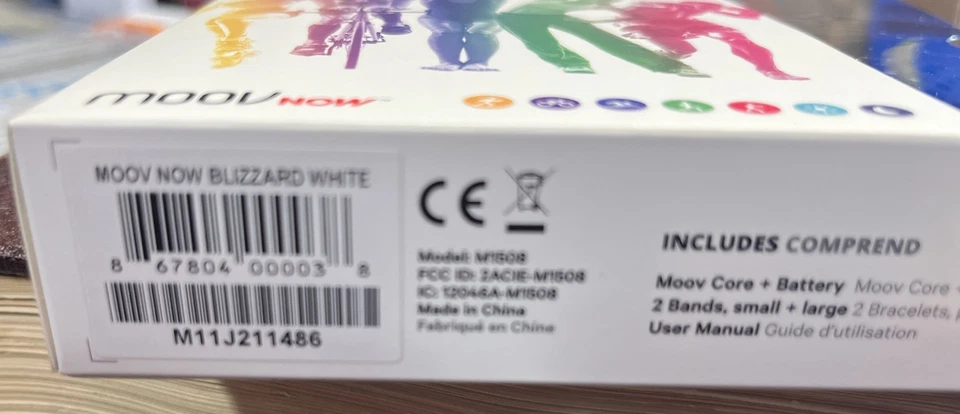 moov NOW™
MOOV NOW BLIZZARD WHITE
8 67804 00003 8
M11J211486
CE
Model: M1508
FCC ID: 2ACIE-M1508
IC: 12046A-M1508
Made in China
Fabriqué en Chine
INCLUDES COMPREND
Moov Core + Battery Moov Core +
2 Bands, small + large 2 Bracelets,
User Manual Guide d'utilisation